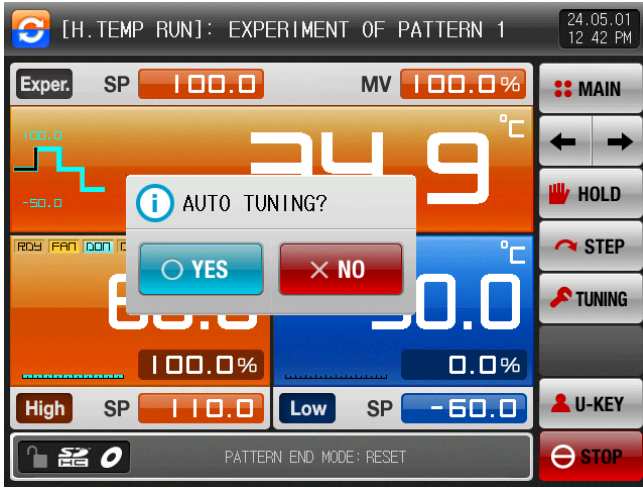 [H.TEMP RUN]: EXPERIMENT OF PATTERN 1
24.05.01
12 42 PM
Exper. SP 100.0 MV 100.0%
MAIN
100.0
34.9 °C
-50.0
HOLD
AUTO TUNING?
YES
NO
RDY FAN DON
°C
STEP
TUNING
100.0%
0.0%
High SP 110.0
Low SP -60.0
U-KEY
PATTERN END MODE: RESET
STOP